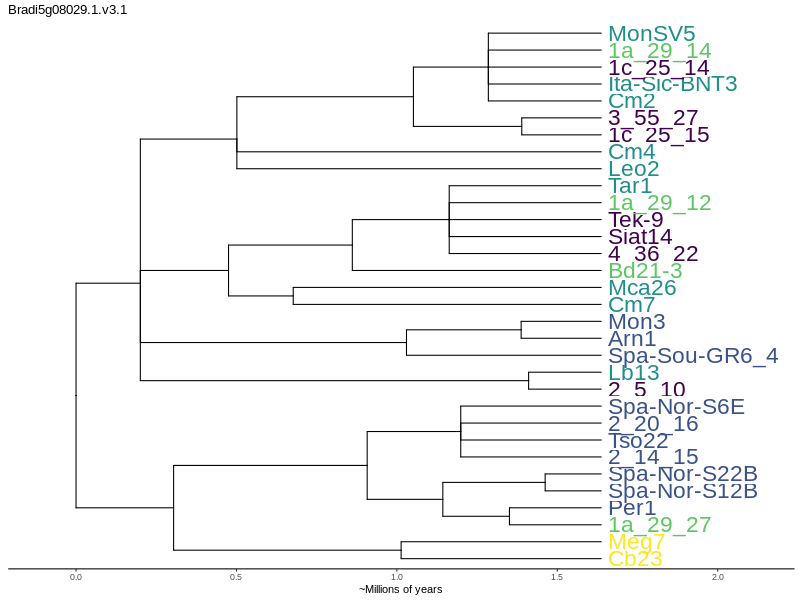 Bradi5g08029.1.v3.1
MonSV5
1a_29_14
1c_25_14
Ita-Sic-BNT3
Cm2
3_55_27
1c_25_15
Cm4
Leo2
Tar1
1a_29_12
Tek-9
Siat14
4_36_22
Bd21-3
Mca26
Cm7
Mon3
Arn1
Spa-Sou-GR6_4
Lb13
2_5_10
Spa-Nor-S6E
2_20_16
Tso22
2_14_15
Spa-Nor-S22B
Spa-Nor-S12B
Per1
1a_29_27
Meg7
Cb23
0.0 0.5 1.0 1.5 2.0
~Millions of years